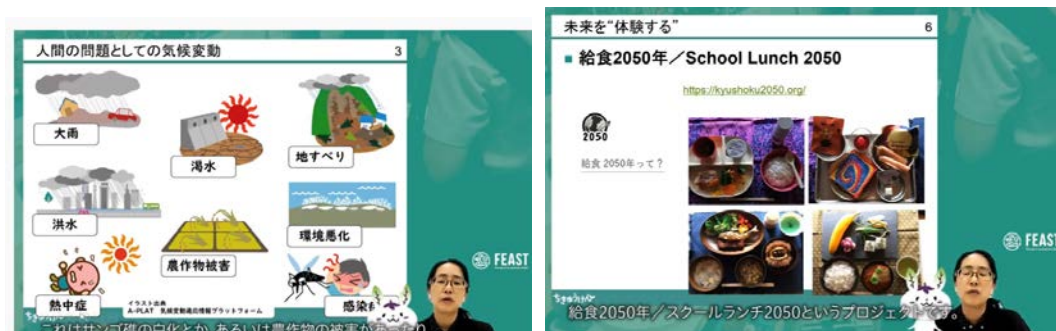 人間の問題としての気候変動
3
大雨
渇水
地すべり
洪水
農作物被害
環境悪化
熱中症
イラスト出典
A-PLAT 気候変動適応情報プラットフォーム
FEAST
これはサンゴ礁の白化とか、あるいは農作物の被害があったり
未来を“体験する”
6
■ 給食2050年／School Lunch 2050
https://kyushoku2050.org/
2050
給食 2050年って？
FEAST
給食2050年／スクールランチ2050というプロジェクトです。